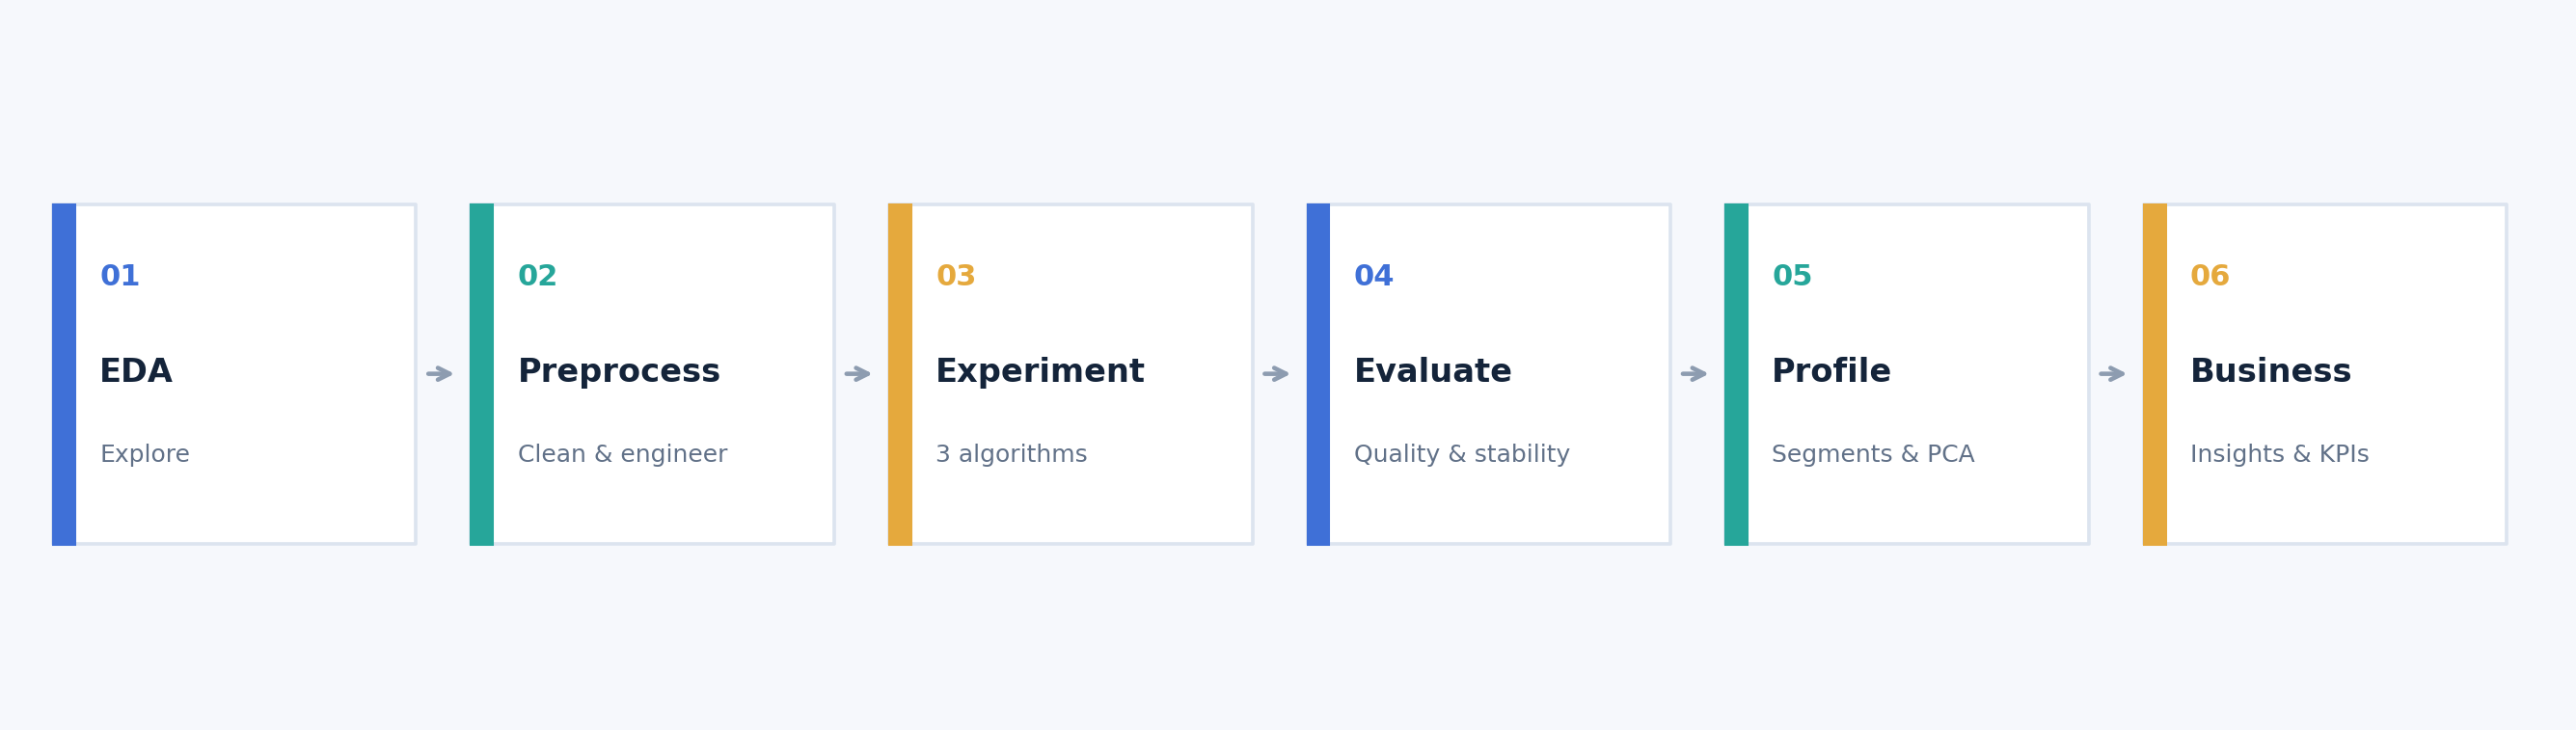 01
EDA
Explore
02
Preprocess
Clean & engineer
03
Experiment
3 algorithms
04
Evaluate
Quality & stability
05
Profile
Segments & PCA
06
Business
Insights & KPIs